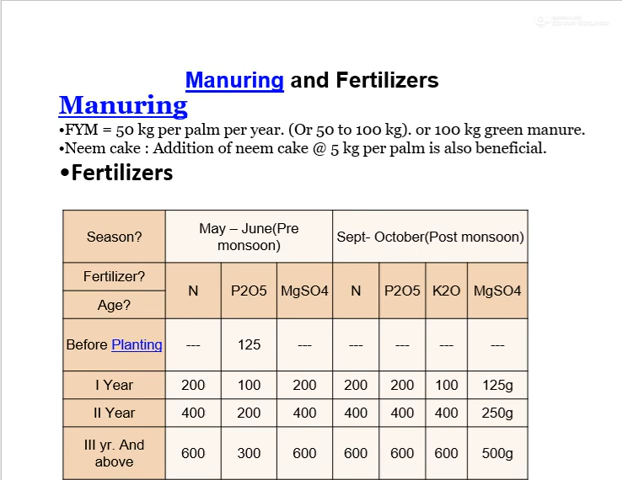 Manuring and Fertilizers
Manuring
•FYM = 50 kg per palm per year. (Or 50 to 100 kg). or 100 kg green manure.
•Neem cake : Addition of neem cake @ 5 kg per palm is also beneficial.
•Fertilizers
Season? May – June(Pre monsoon) Sept- October(Post monsoon)
Fertilizer? N P2O5 MgSO4 N P2O5 K2O MgSO4
Age?
Before Planting --- 125 --- --- --- --- ---
I Year 200 100 200 200 200 100 125g
II Year 400 200 400 400 400 400 250g
III yr. And above 600 300 600 600 600 600 500g